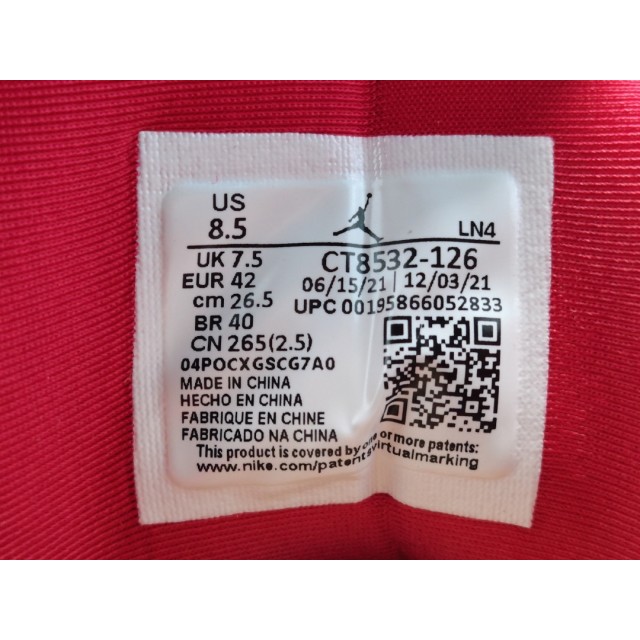 US
8.5
LN4
UK 7.5
EUR 42
cm 26.5
BR 40
CN 265(2.5)
CT8532-126
06/15/21 | 12/03/21
UPC 00195866052833
04POCXGSCG7A0
MADE IN CHINA
HECHO EN CHINA
FABRIQUE EN CHINE
FABRICADO NA CHINA
This product is covered by one or more patents:
www.nike.com/patentsvirtualmarking